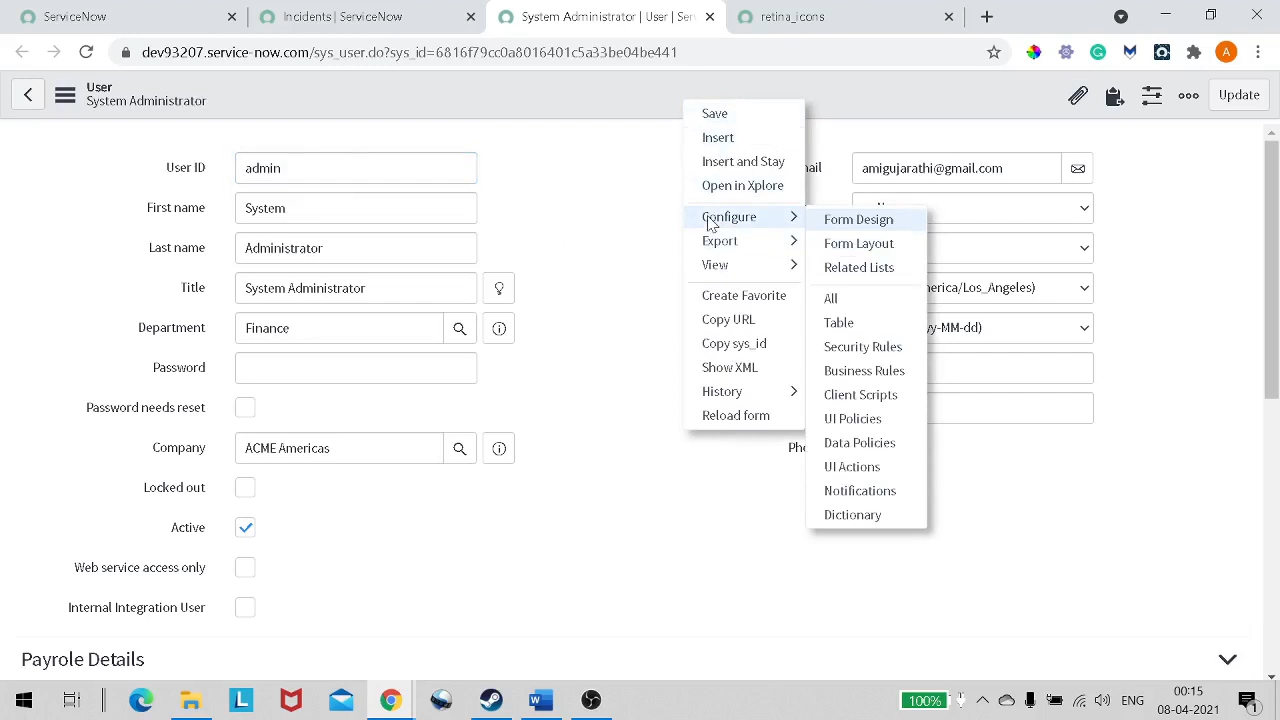 ServiceNow
Incidents | ServiceNow
System Administrator | User | Ser
retina_icons
dev93207.service-now.com/sys_user.do?sys_id=6816f79cc0a8016401c5a33be04be441
A
User
System Administrator
Update
User ID
admin
First name
System
Last name
Administrator
Title
System Administrator
Department
Finance
Password
Password needs reset
Company
ACME Americas
Locked out
Active
Web service access only
Internal Integration User
Save
Insert
Insert and Stay
Open in Xplore
Configure
Export
View
Create Favorite
Copy URL
Copy sys_id
Show XML
History
Reload form
Form Design
Form Layout
Related Lists
All
Table
Security Rules
Business Rules
Client Scripts
UI Policies
Data Policies
UI Actions
Notifications
Dictionary
ail
amigujarathi@gmail.com
erica/Los_Angeles)
y-MM-dd)
Pho
Payrole Details
100%
ENG
00:15
08-04-2021
1